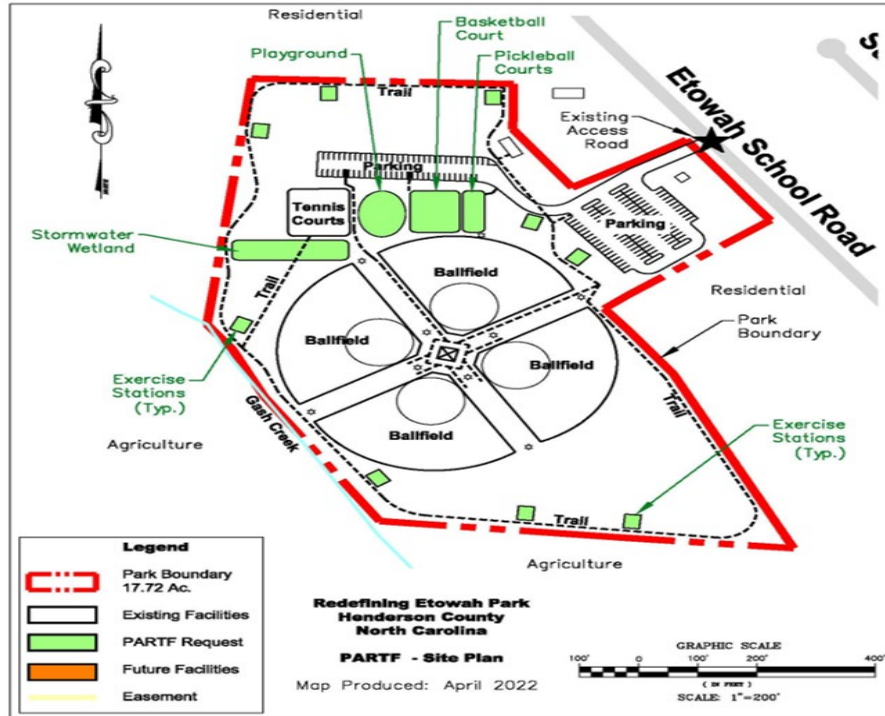 Residential
Basketball
Court
Playground
Pickleball
Courts
Trail
Existing
Access
Road
Etowah School Road
Parking
Tennis
Courts
Parking
Stormwater
Wetland
Trail
Ballfield
Ballfield
Ballfield
Ballfield
Residential
Park
Boundary
Trail
Exercise
Stations
(Typ.)
Gash Creek
Agriculture
Exercise
Stations
(Typ.)
Trail
Agriculture
Legend
Park Boundary
17.72 Ac.
Existing Facilities
PARTF Request
Future Facilities
Easement
Redefining Etowah Park
Henderson County
North Carolina
PARTF - Site Plan
Map Produced: April 2022
GRAPHIC SCALE
100' 0' 100' 200' 400'
( IN FEET )
SCALE: 1"=200'